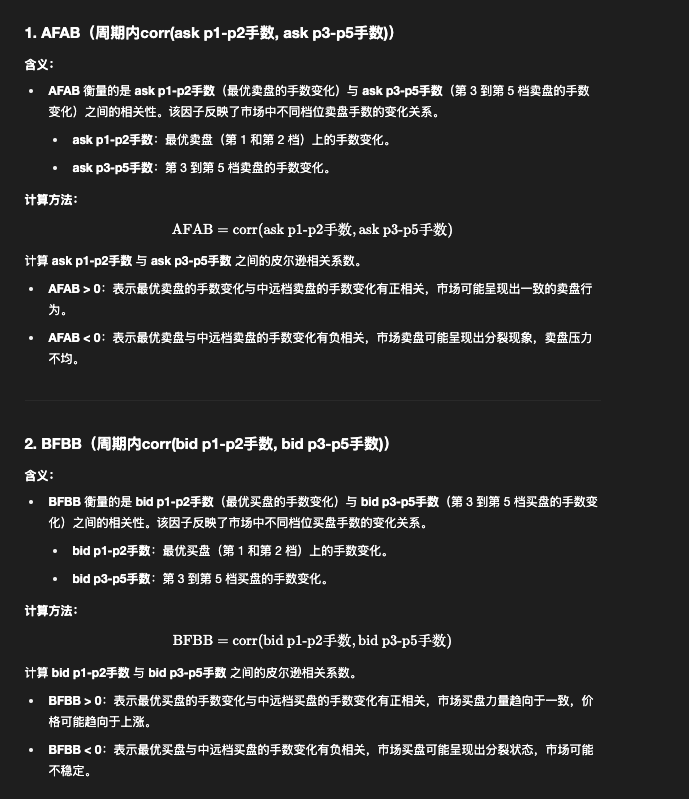 1. AFAB（周期内corr(ask p1-p2手数, ask p3-p5手数)）
含义：
• AFAB 衡量的是 ask p1-p2手数（最优卖盘的手数变化）与 ask p3-p5手数（第 3 到第 5 档卖盘的手数
变化）之间的相关性。该因子反映了市场中不同档位卖盘手数的变化关系。
• ask p1-p2手数：最优卖盘（第 1 和第 2 档）上的手数变化。
• ask p3-p5手数：第 3 到第 5 档卖盘的手数变化。
计算方法：
AFAB = corr(ask p1-p2手数, ask p3-p5手数)
计算 ask p1-p2手数 与 ask p3-p5手数 之间的皮尔逊相关系数。
• AFAB > 0：表示最优卖盘的手数变化与中远档卖盘的手数变化有正相关，市场可能呈现出一致的卖盘行
为。
• AFAB < 0：表示最优卖盘与中远档卖盘的手数变化有负相关，市场卖盘可能呈现出分裂现象，卖盘压力
不均。
2. BFBB（周期内corr(bid p1-p2手数, bid p3-p5手数)）
含义：
• BFBB 衡量的是 bid p1-p2手数（最优买盘的手数变化）与 bid p3-p5手数（第 3 到第 5 档买盘的手数变
化）之间的相关性。该因子反映了市场中不同档位买盘手数的变化关系。
• bid p1-p2手数：最优买盘（第 1 和第 2 档）上的手数变化。
• bid p3-p5手数：第 3 到第 5 档买盘的手数变化。
计算方法：
BFBB = corr(bid p1-p2手数, bid p3-p5手数)
计算 bid p1-p2手数 与 bid p3-p5手数 之间的皮尔逊相关系数。
• BFBB > 0：表示最优买盘的手数变化与中远档买盘的手数变化有正相关，市场买盘力量趋向于一致，价
格可能趋向于上涨。
• BFBB < 0：表示最优买盘与中远档买盘的手数变化有负相关，市场买盘可能呈现出分裂状态，市场可能
不稳定。